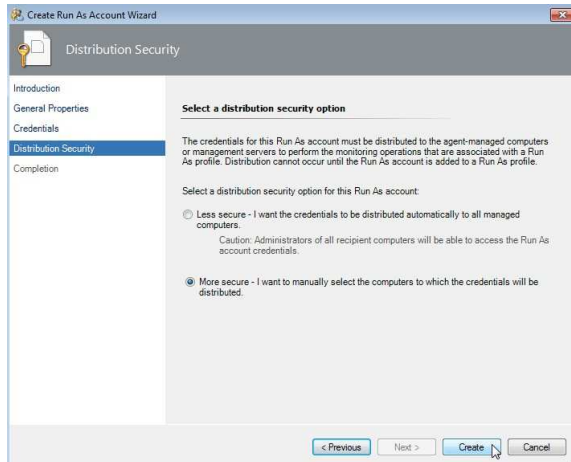 Create Run As Account Wizard
Distribution Security
Introduction
General Properties
Credentials
Distribution Security
Completion
Select a distribution security option
The credentials for this Run As account must be distributed to the agent-managed computers
or management servers to perform the monitoring operations that are associated with a Run
As profile. Distribution cannot occur until the Run As account is added to a Run As profile.
Select a distribution security option for this Run As account:
Less secure - I want the credentials to be distributed automatically to all managed
computers.
Caution: Administrators of all recipient computers will be able to access the Run As
account credentials.
More secure - I want to manually select the computers to which the credentials will be
distributed.
< Previous
Next >
Create
Cancel